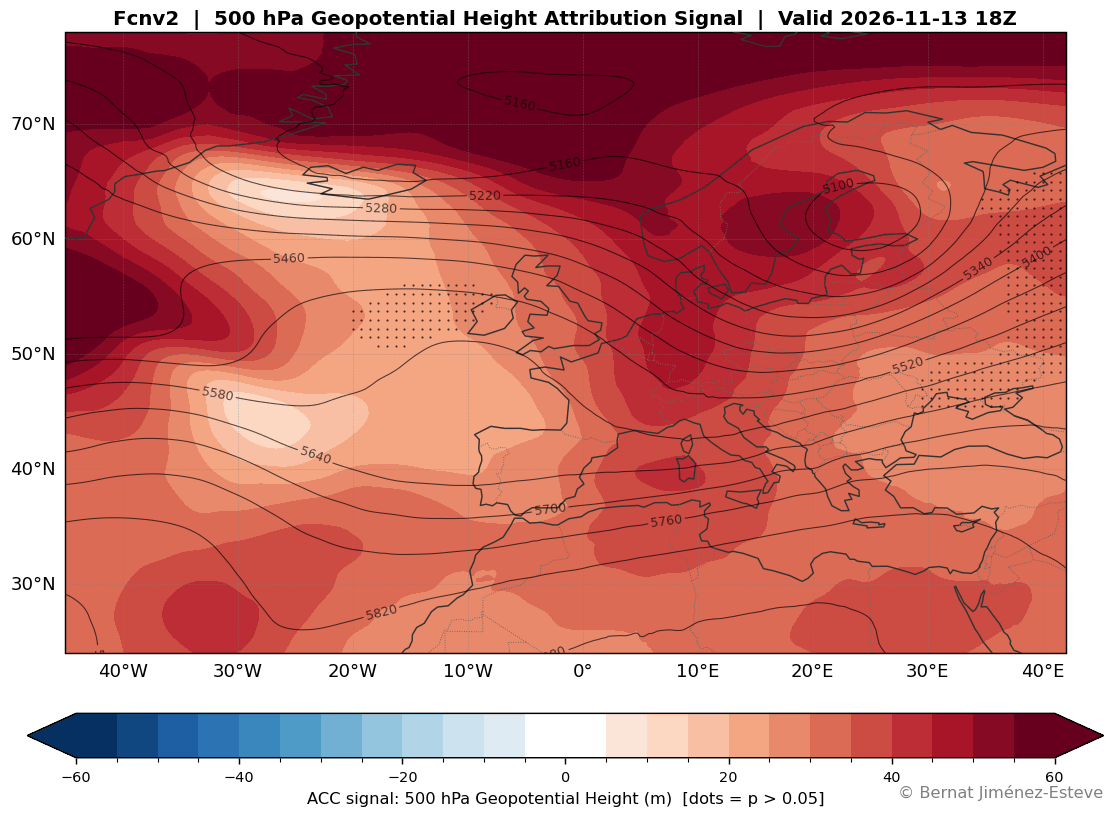 Fcnv2 | 500 hPa Geopotential Height Attribution Signal | Valid 2026-11-13 18Z
70°N
60°N
50°N
40°N
30°N
5160
5160
5220
5280
5100
5460
5340
5400
5520
5580
5640
5700
5760
5820
40°W
30°W
20°W
10°W
0°
10°E
20°E
30°E
40°E
−60
−40
−20
0
20
40
60
ACC signal: 500 hPa Geopotential Height (m) [dots = p > 0.05]
© Bernat Jiménez-Esteve